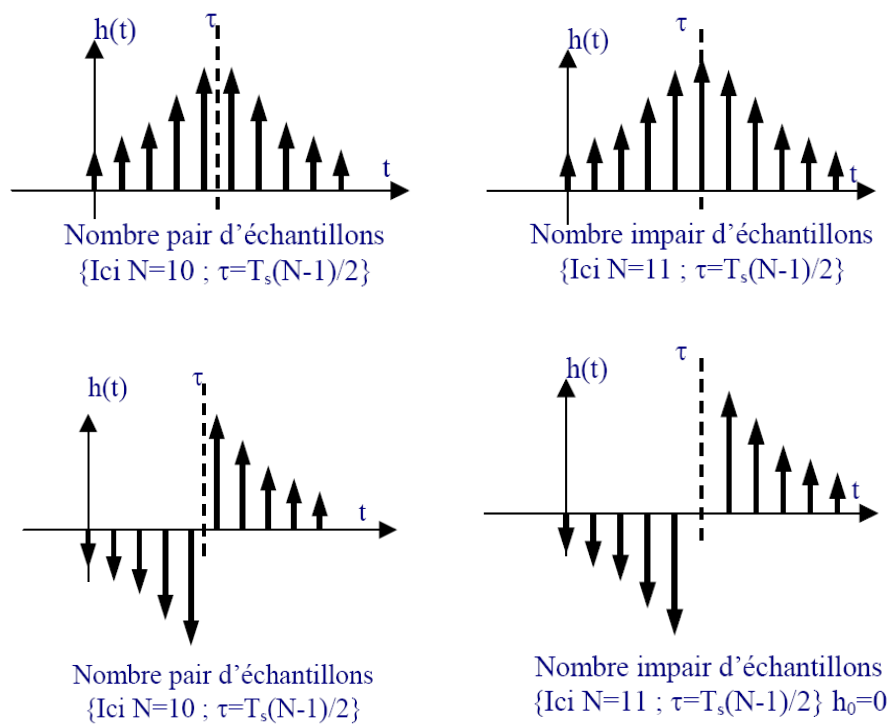 h(t)
τ
t
Nombre pair d'échantillons
{Ici N=10 ; τ=Tₛ(N-1)/2}
h(t)
τ
t
Nombre impair d'échantillons
{Ici N=11 ; τ=Tₛ(N-1)/2}
h(t)
τ
t
Nombre pair d'échantillons
{Ici N=10 ; τ=Tₛ(N-1)/2}
h(t)
τ
t
Nombre impair d'échantillons
{Ici N=11 ; τ=Tₛ(N-1)/2} h₀=0